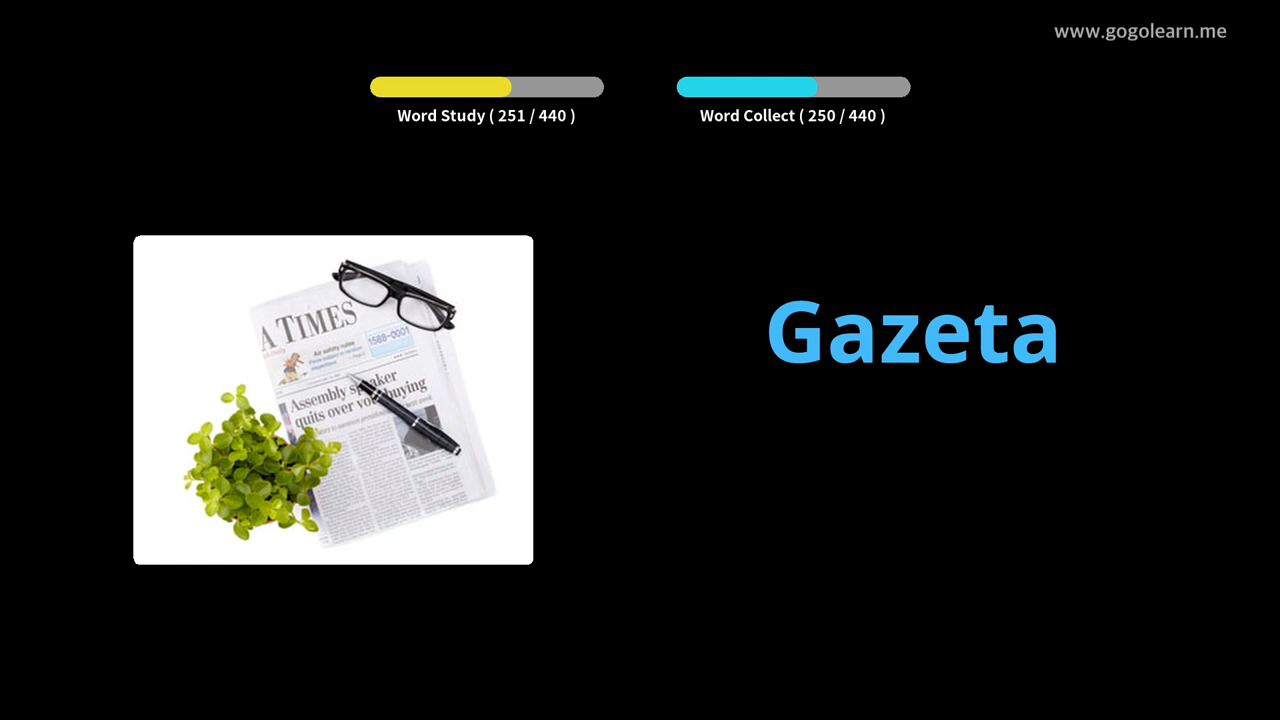 www.gogolearn.me
Word Study ( 251 / 440 )
Word Collect ( 250 / 440 )
Gazeta
A TIMES
1588-0001
Air safety rules
Assembly speaker
quits over vote buying